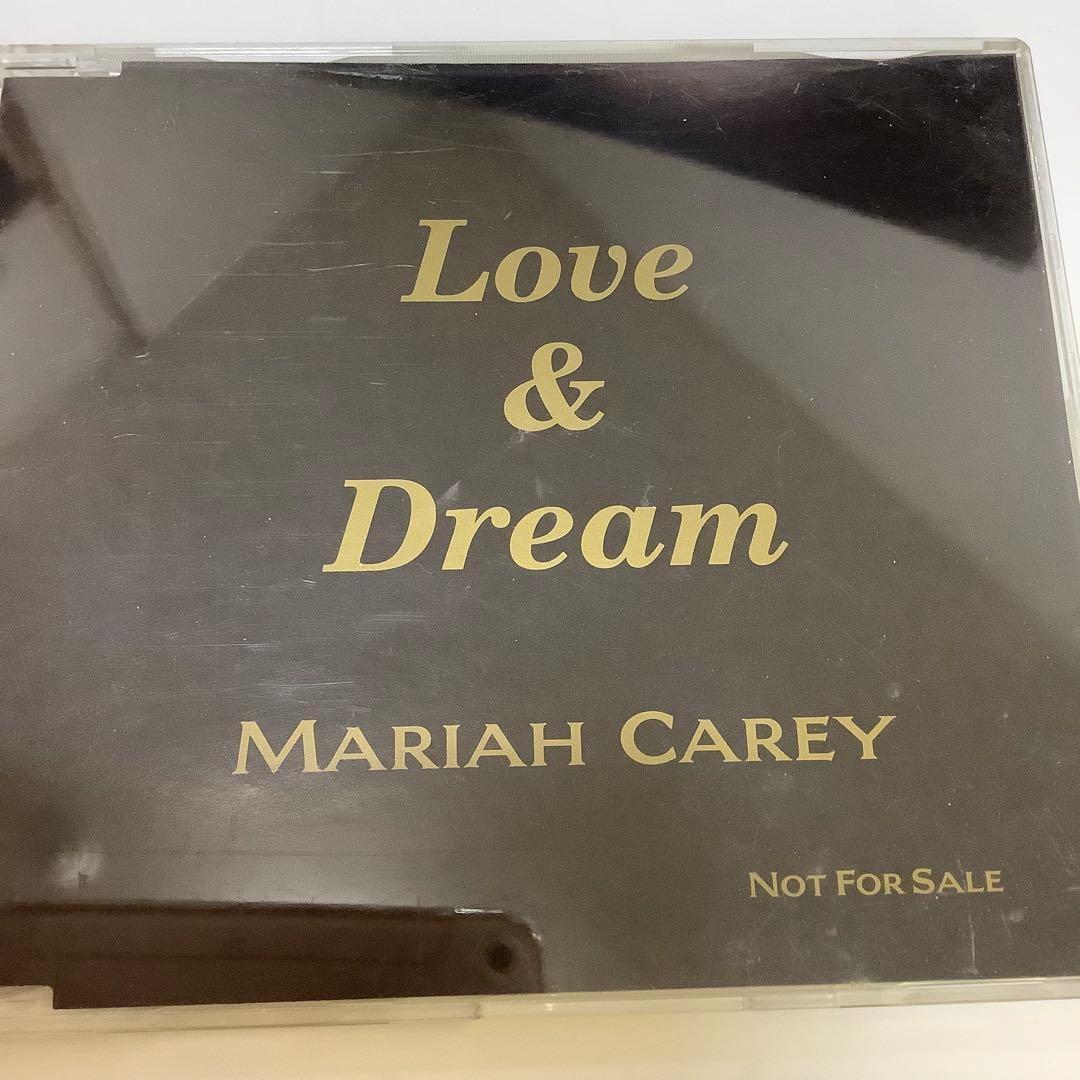 Love
&
Dream
MARIAH CAREY
NOT FOR SALE